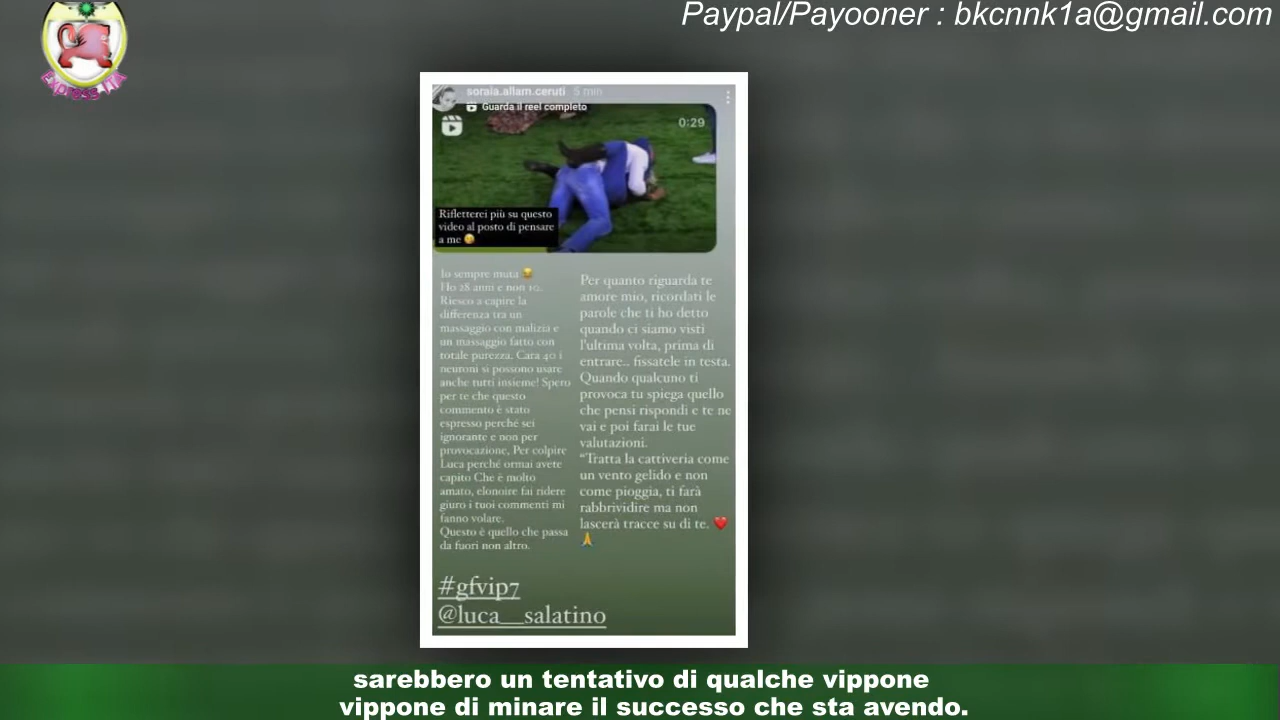 Paypal/Payooner : bkcnnk1a@gmail.com
Express ITA
soraia.allam.ceruti 5 min
Guarda il reel completo
0:29
Rifletterei più su questo
video al posto di pensare
a me 😂
Io sempre muta 😂
Ho 28 anni e non 10.
Riesco a capire la
differenza tra un
massaggio con malizia e
un massaggio fatto con
totale purezza. Cara 40 i
neuroni si possono usare
anche tutti insieme! Spero
per te che questo
commento è stato
espresso perché sei
ignorante e non per
provocazione, Per colpire
Luca perché ormai avete
capito Che è molto
amato, elonoire fai ridere
giuro i tuoi commenti mi
fanno volare.
Questo è quello che passa
da fuori non altro.
Per quanto riguarda te
amore mio, ricordati le
parole che ti ho detto
quando ci siamo visti
l'ultima volta, prima di
entrare.. fissatele in testa.
Quando qualcuno ti
provoca tu spiega quello
che pensi rispondi e te ne
vai e poi farai le tue
valutazioni.
“Tratta la cattiveria come
un vento gelido e non
come pioggia, ti farà
rabbrividire ma non
lascerà tracce su di te. ❤️
🙏
#gfvip7
@luca__salatino
sarebbero un tentativo di qualche vippone
vippone di minare il successo che sta avendo.